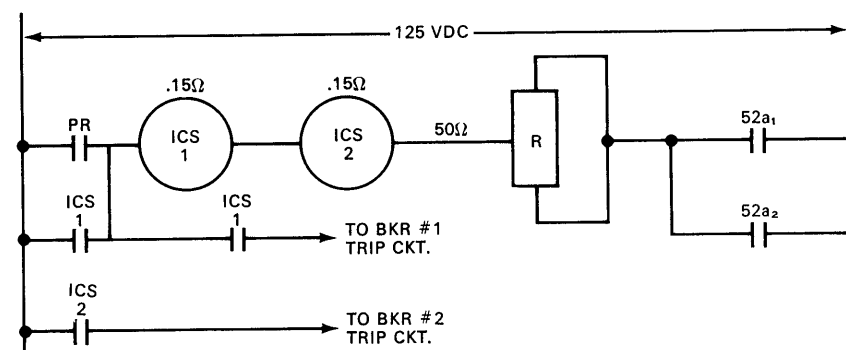 125 VDC
.15Ω
.15Ω
PR
ICS
1
ICS
2
50Ω
R
52a₁
ICS
1
ICS
1
TO BKR #1
TRIP CKT.
52a₂
ICS
2
TO BKR #2
TRIP CKT.